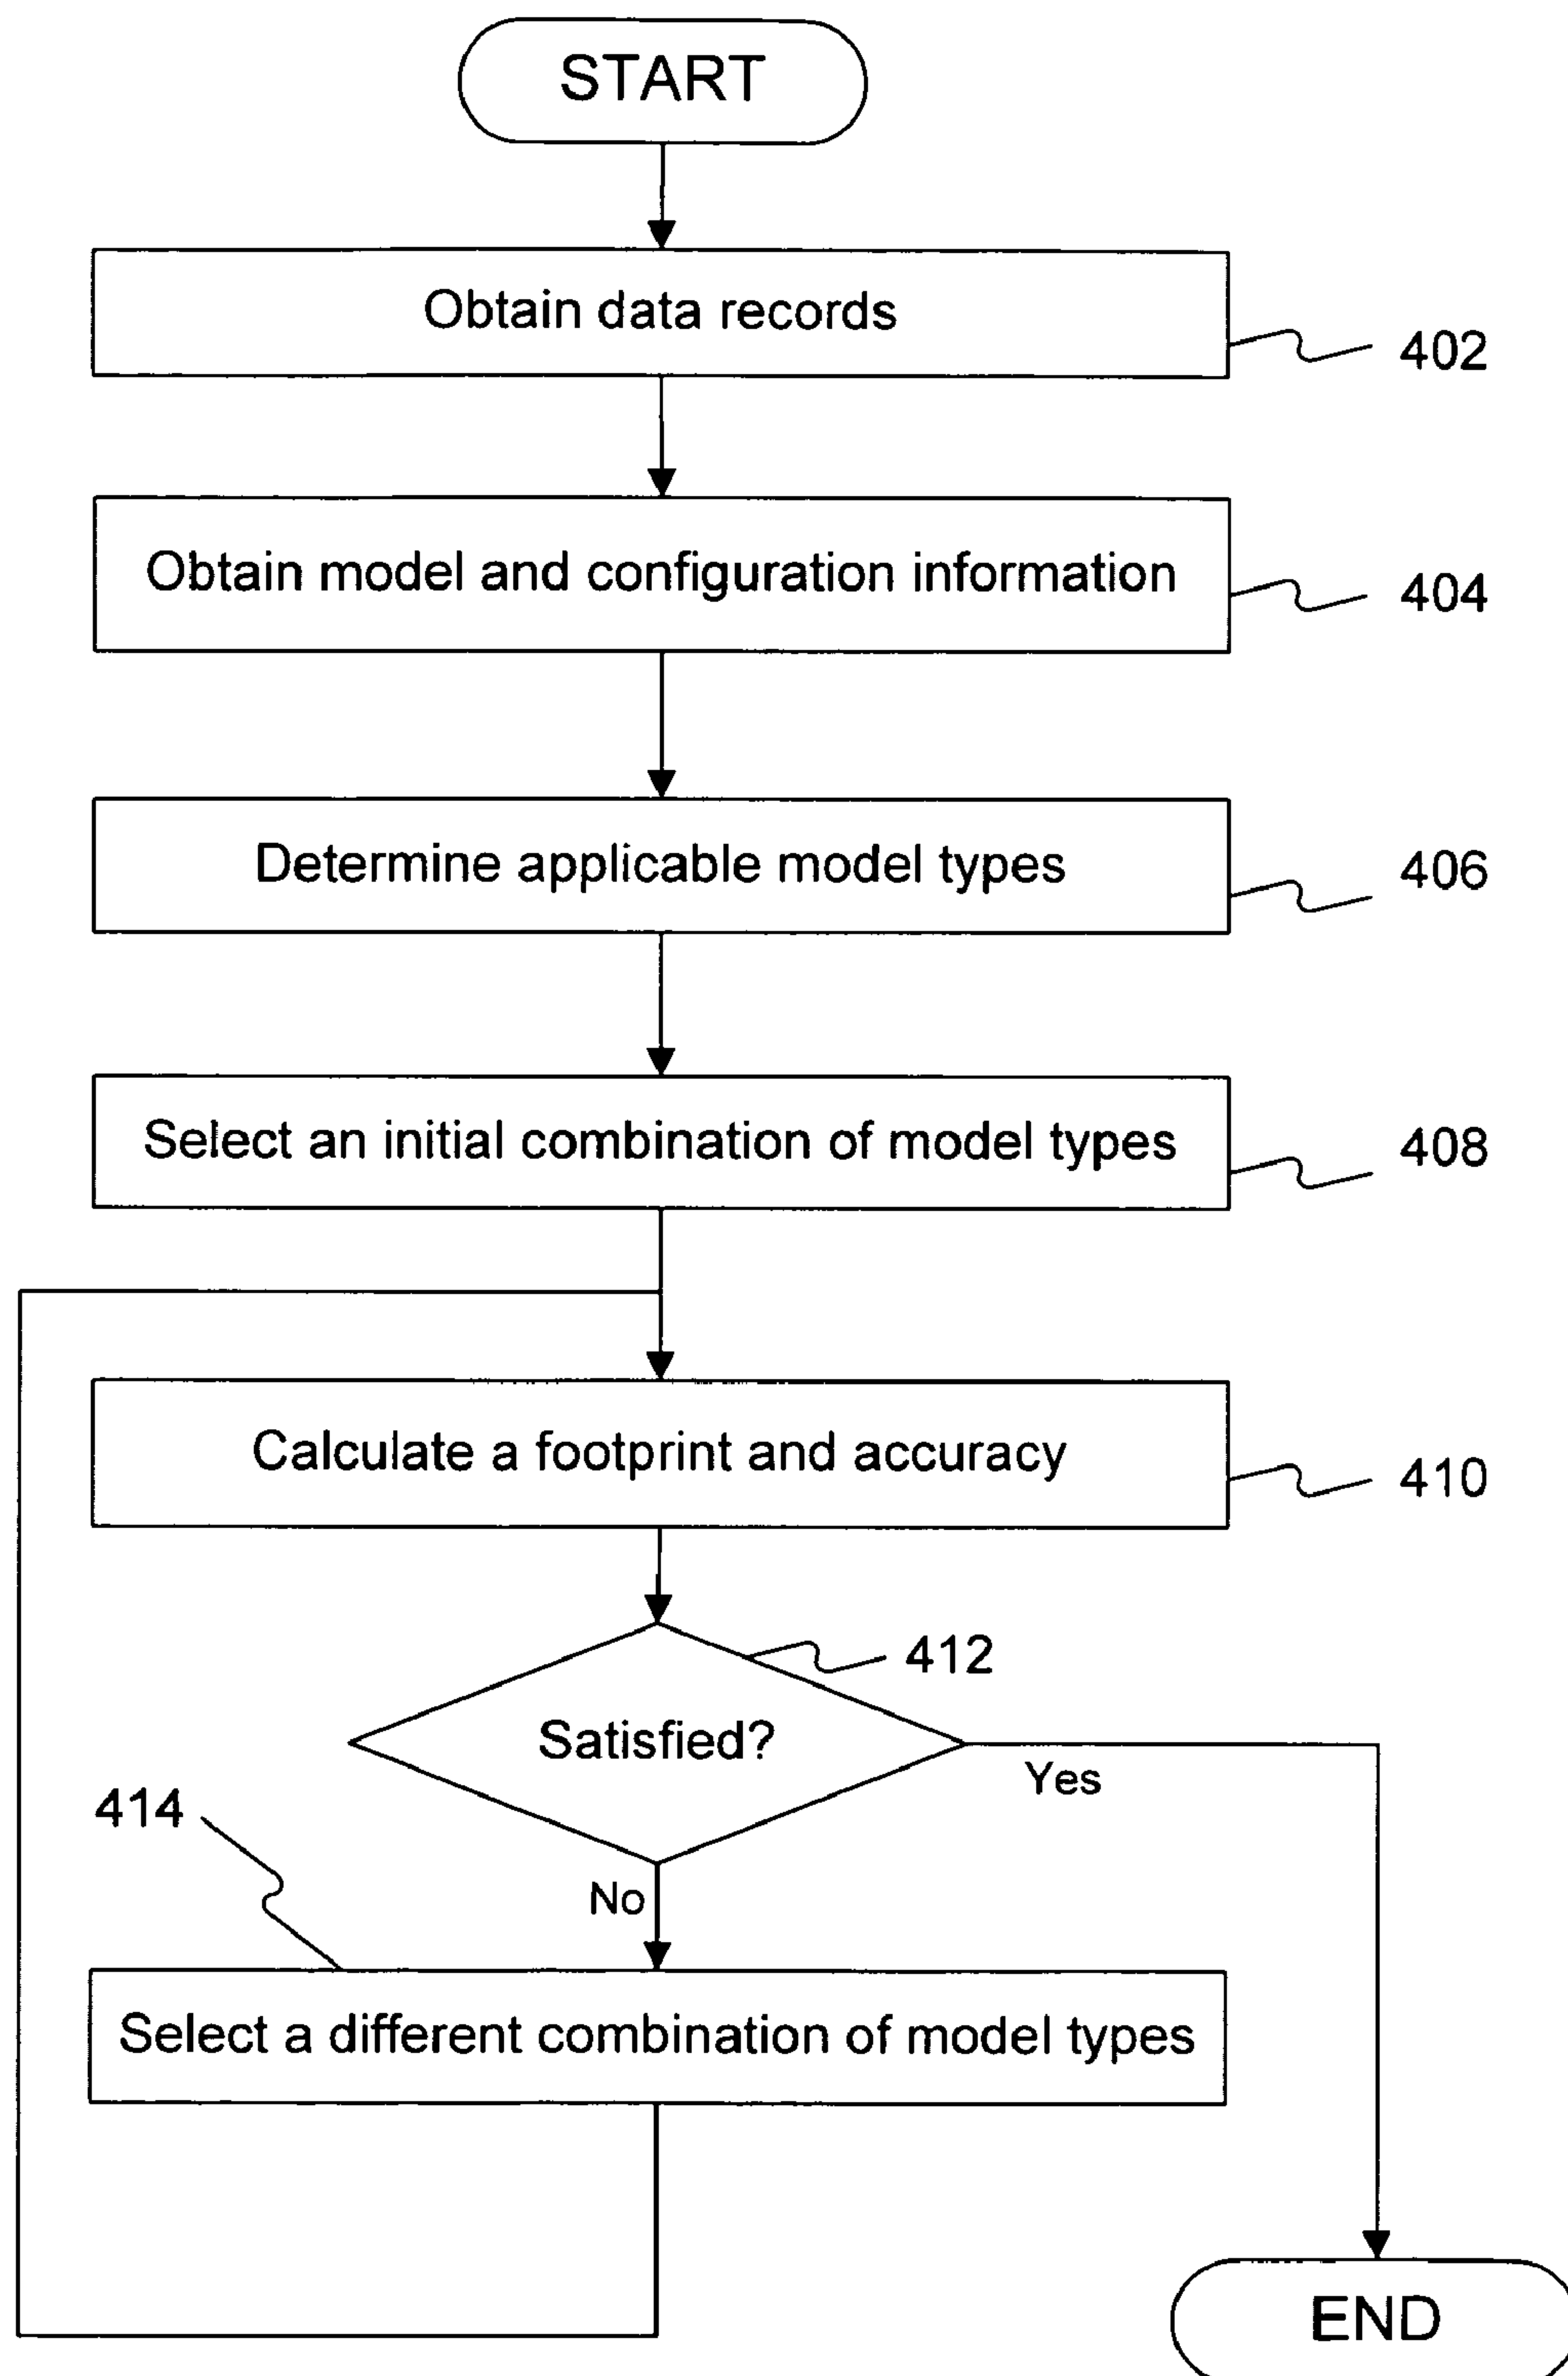 START
Obtain data records
402
Obtain model and configuration information
404
Determine applicable model types
406
Select an initial combination of model types
408
Calculate a footprint and accuracy
410
412
Satisfied?
Yes
414
No
Select a different combination of model types
END